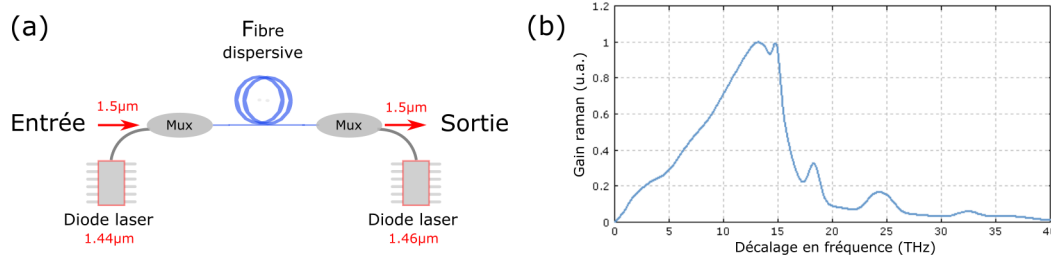 (a)
Fibre
dispersive
Entrée
1.5µm
Mux
Mux
1.5µm
Sortie
Diode laser
1.44µm
Diode laser
1.46µm
(b)
Gain raman (u.a.)
1.2
1
0.8
0.6
0.4
0.2
0
0 5 10 15 20 25 30 35 40
Décalage en fréquence (THz)